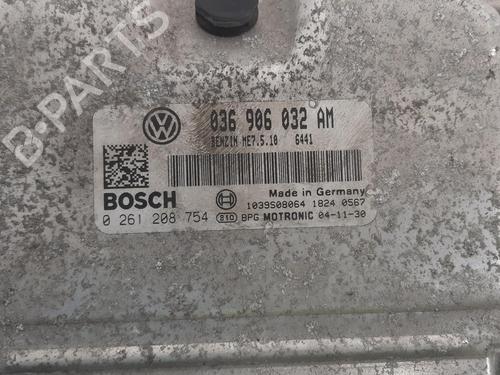 B-PARTS
036 906 032 AM
BENZIN ME7.5.10 6441
BOSCH
Made in Germany
1039S08064 1824 0567
0 261 208 754 810 BPG MOTRONIC 04-11-30